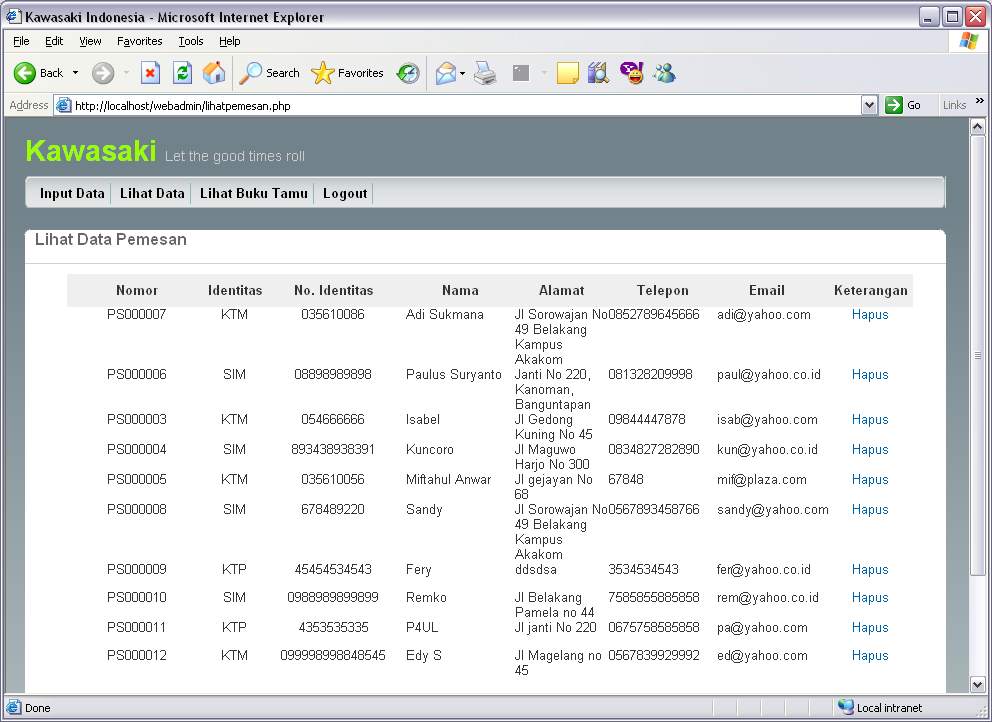 Kawasaki Indonesia - Microsoft Internet Explorer
File Edit View Favorites Tools Help
Back Search Favorites
Address http://localhost/webadmin/lihatpemesan.php Go Links »
Kawasaki Let the good times roll
Input Data Lihat Data Lihat Buku Tamu Logout
Lihat Data Pemesan
Nomor Identitas No. Identitas Nama Alamat Telepon Email Keterangan
PS000007 KTM 035610086 Adi Sukmana Jl Sorowajan No 0852789645666 adi@yahoo.com Hapus
49 Belakang
Kampus
Akakom
PS000006 SIM 08898989898 Paulus Suryanto Janti No 220, 081328209998 paul@yahoo.co.id Hapus
Kanoman,
Banguntapan
PS000003 KTM 054666666 Isabel Jl Gedong 09844447878 isab@yahoo.com Hapus
Kuning No 45
PS000004 SIM 893438938391 Kuncoro Jl Maguwo 0834827282890 kun@yahoo.co.id Hapus
Harjo No 300
PS000005 KTM 035610056 Miftahul Anwar Jl gejayan No 67848 mif@plaza.com Hapus
68
PS000008 SIM 678489220 Sandy Jl Sorowajan No 0567893458766 sandy@yahoo.com Hapus
49 Belakang
Kampus
Akakom
PS000009 KTP 45454534543 Fery ddsdsa 3534534543 fer@yahoo.co.id Hapus
PS000010 SIM 0988989899899 Remko Jl Belakang 7585855885858 rem@yahoo.co.id Hapus
Pamela no 44
PS000011 KTP 4353535335 P4UL Jl janti No 220 0675758585858 pa@yahoo.com Hapus
PS000012 KTM 099998998848545 Edy S Jl Magelang no 0567839929992 ed@yahoo.com Hapus
45
Done Local intranet